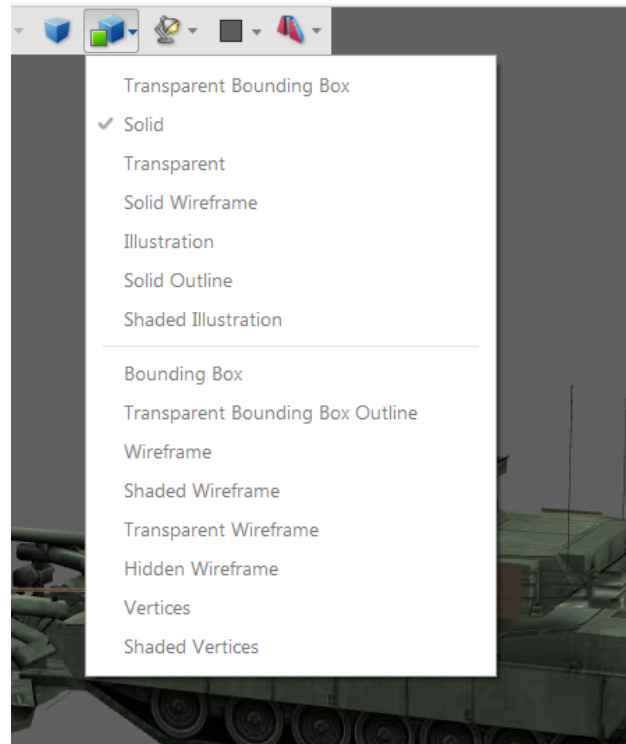 Transparent Bounding Box
Solid
Transparent
Solid Wireframe
Illustration
Solid Outline
Shaded Illustration
Bounding Box
Transparent Bounding Box Outline
Wireframe
Shaded Wireframe
Transparent Wireframe
Hidden Wireframe
Vertices
Shaded Vertices